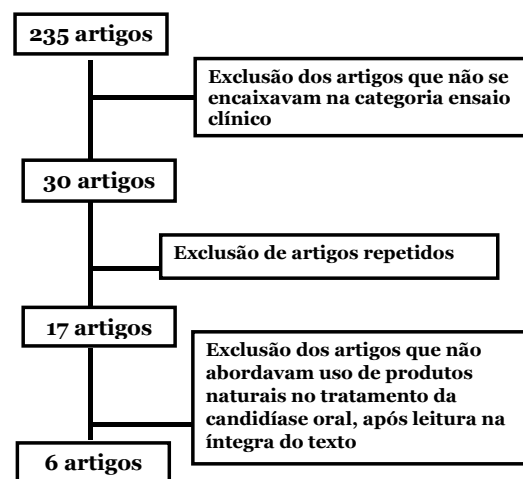 235 artigos
Exclusão dos artigos que não se
encaixavam na categoria ensaio
clínico
30 artigos
Exclusão de artigos repetidos
17 artigos
Exclusão dos artigos que não
abordavam uso de produtos
naturais no tratamento da
candidíase oral, após leitura na
íntegra do texto
6 artigos